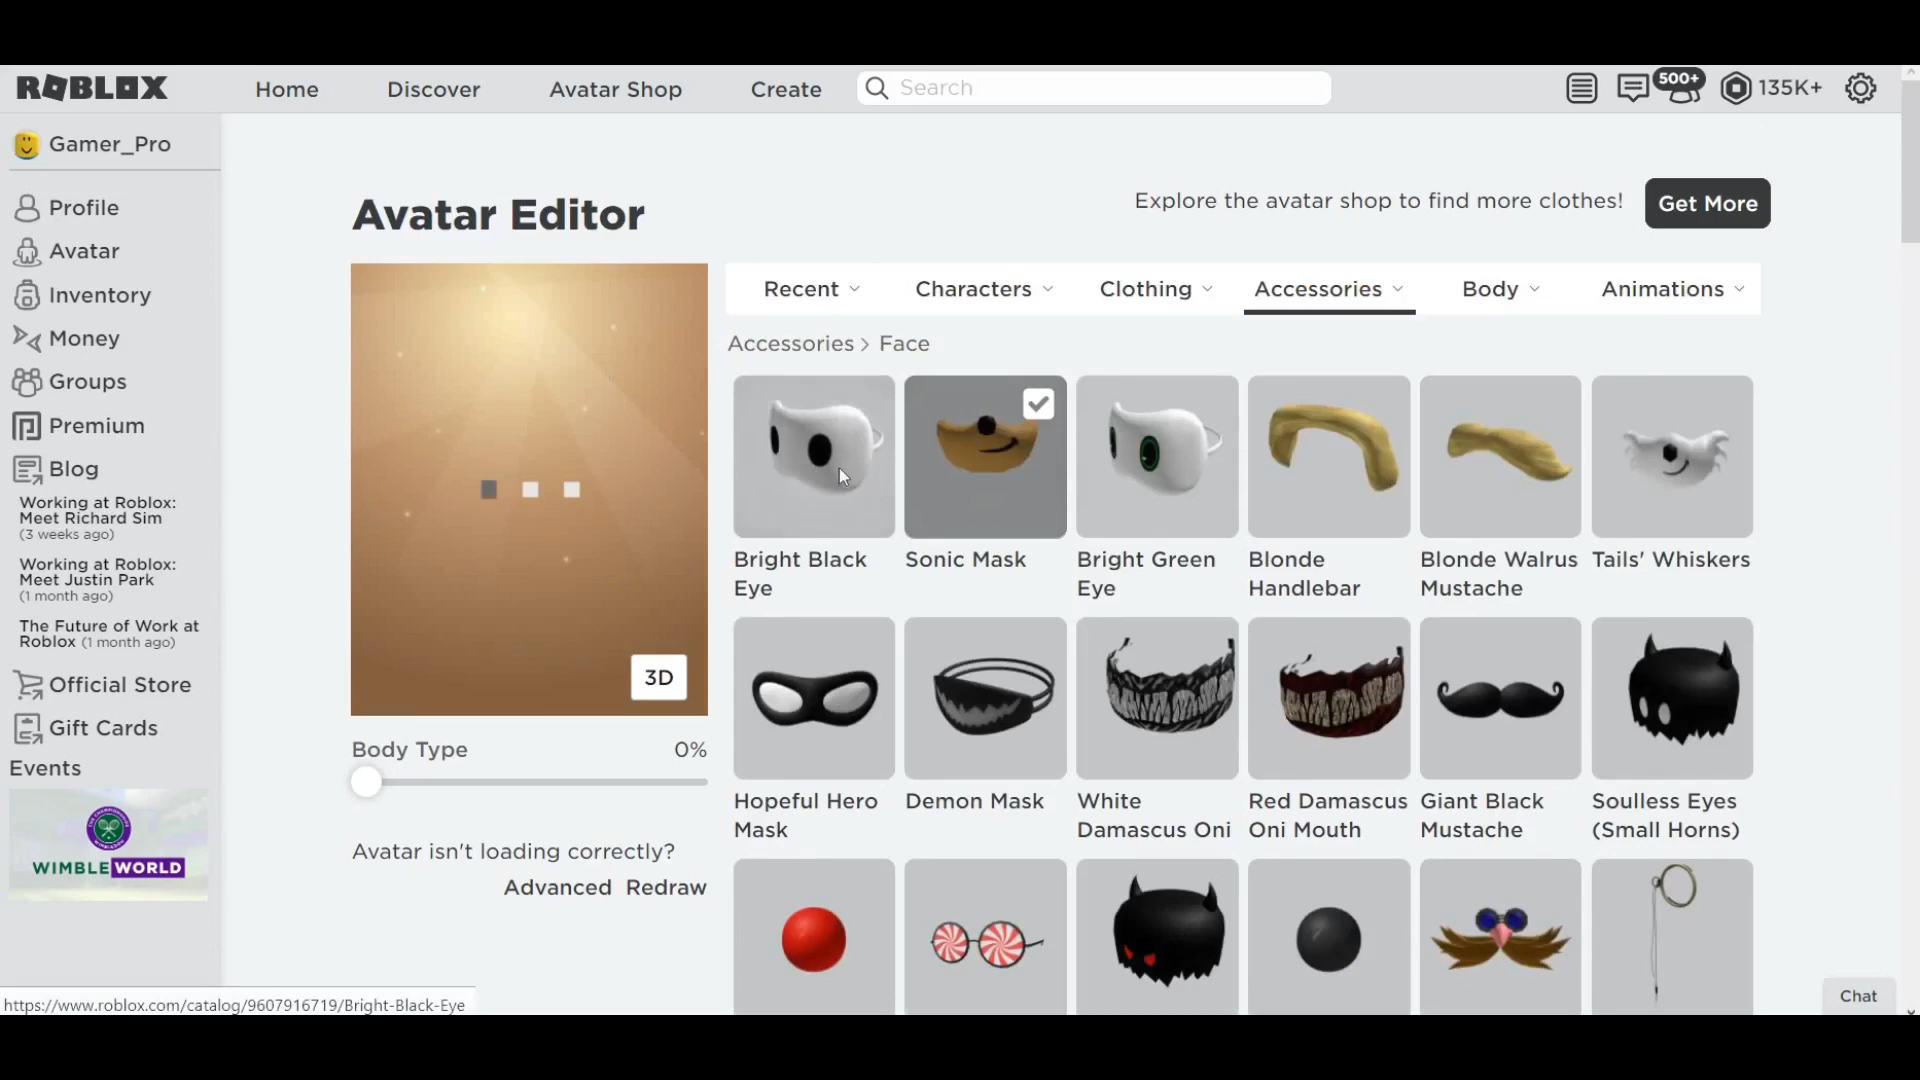 ROBLOX
Home
Discover
Avatar Shop
Create
Search
500+
135K+
Gamer_Pro
Profile
Avatar
Inventory
Money
Groups
Premium
Blog
Working at Roblox:
Meet Richard Sim
(3 weeks ago)
Working at Roblox:
Meet Justin Park
(1 month ago)
The Future of Work at
Roblox (1 month ago)
Official Store
Gift Cards
Events
WIMBLEWORLD
Avatar Editor
Explore the avatar shop to find more clothes!
Get More
3D
Body Type
0%
Avatar isn't loading correctly?
Advanced
Redraw
Recent
Characters
Clothing
Accessories
Body
Animations
Accessories > Face
Bright Black
Eye
Sonic Mask
Bright Green
Eye
Blonde
Handlebar
Blonde Walrus
Mustache
Tails' Whiskers
Hopeful Hero
Mask
Demon Mask
White
Damascus Oni
Red Damascus
Oni Mouth
Giant Black
Mustache
Soulless Eyes
(Small Horns)
https://www.roblox.com/catalog/9607916719/Bright-Black-Eye
Chat